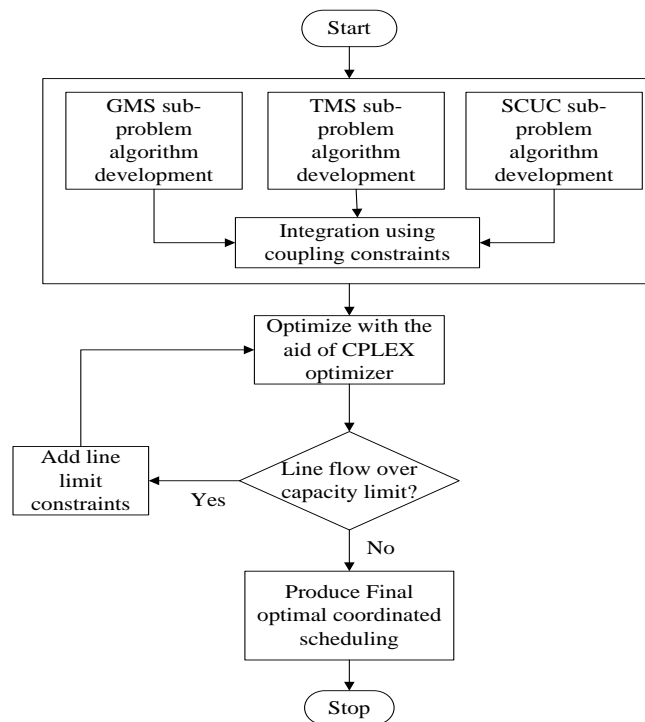 Start
GMS sub-
problem
algorithm
development
TMS sub-
problem
algorithm
development
SCUC sub-
problem
algorithm
development
Integration using
coupling constraints
Optimize with the
aid of CPLEX
optimizer
Line flow over
capacity limit?
Yes
Add line
limit
constraints
No
Produce Final
optimal coordinated
scheduling
Stop